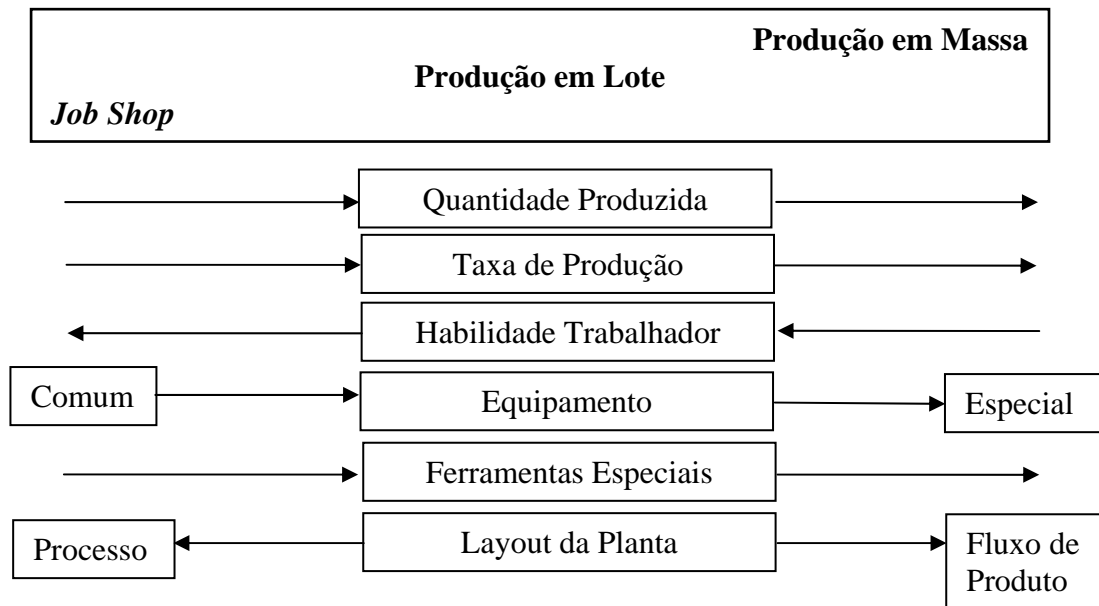 Produção em Massa
Produção em Lote
Job Shop
Quantidade Produzida
Taxa de Produção
Habilidade Trabalhador
Comum
Equipamento
Especial
Ferramentas Especiais
Processo
Layout da Planta
Fluxo de
Produto